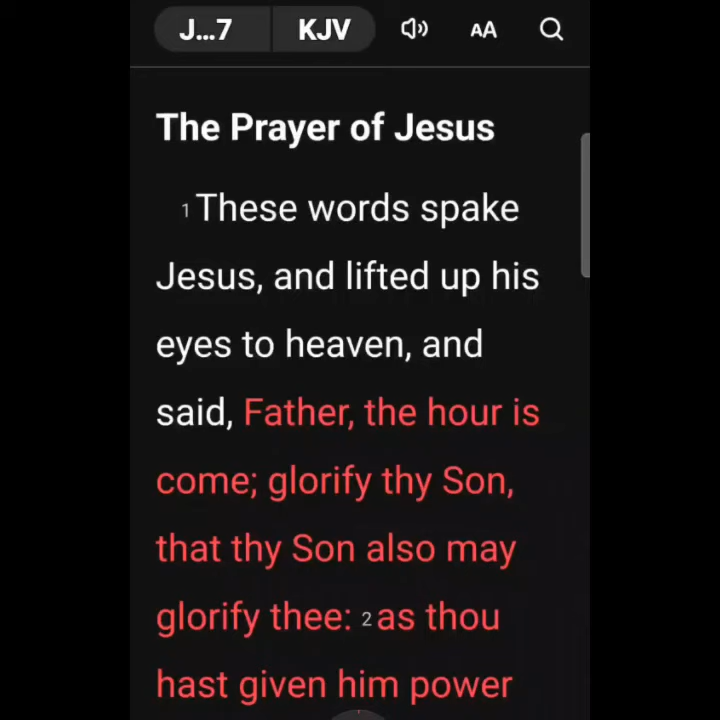 J...7 KJV AA
The Prayer of Jesus
1 These words spake
Jesus, and lifted up his
eyes to heaven, and
said, Father, the hour is
come; glorify thy Son,
that thy Son also may
glorify thee: 2 as thou
hast given him power